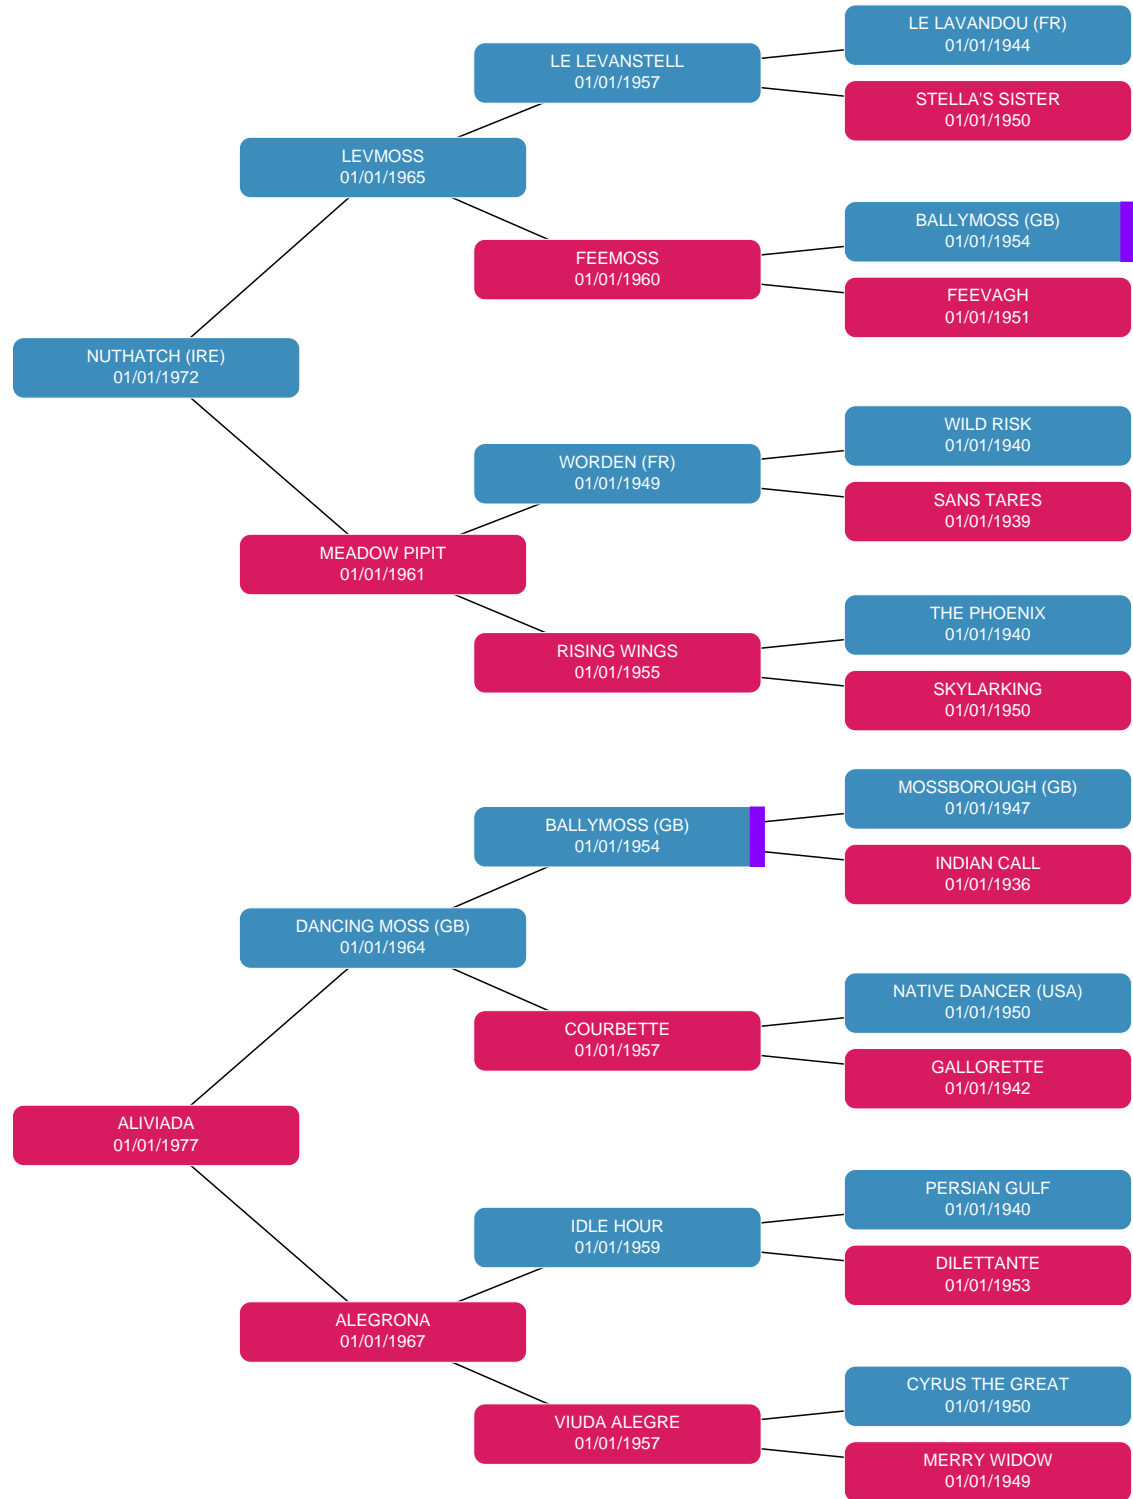 LE LAVANDOU (FR)
01/01/1944
LE LEVANSTELL
01/01/1957
STELLA'S SISTER
01/01/1950
LEVMOSS
01/01/1965
BALLYMOSS (GB)
01/01/1954
FEEMOSS
01/01/1960
FEEVAGH
01/01/1951
NUTHATCH (IRE)
01/01/1972
WILD RISK
01/01/1940
WORDEN (FR)
01/01/1949
SANS TARES
01/01/1939
MEADOW PIPIT
01/01/1961
THE PHOENIX
01/01/1940
RISING WINGS
01/01/1955
SKYLARKING
01/01/1950
MOSSBOROUGH (GB)
01/01/1947
BALLYMOSS (GB)
01/01/1954
INDIAN CALL
01/01/1936
DANCING MOSS (GB)
01/01/1964
NATIVE DANCER (USA)
01/01/1950
COURBETTE
01/01/1957
GALLORETTE
01/01/1942
ALIVIADA
01/01/1977
PERSIAN GULF
01/01/1940
IDLE HOUR
01/01/1959
DILETTANTE
01/01/1953
ALEGRONA
01/01/1967
CYRUS THE GREAT
01/01/1950
VIUDA ALEGRE
01/01/1957
MERRY WIDOW
01/01/1949